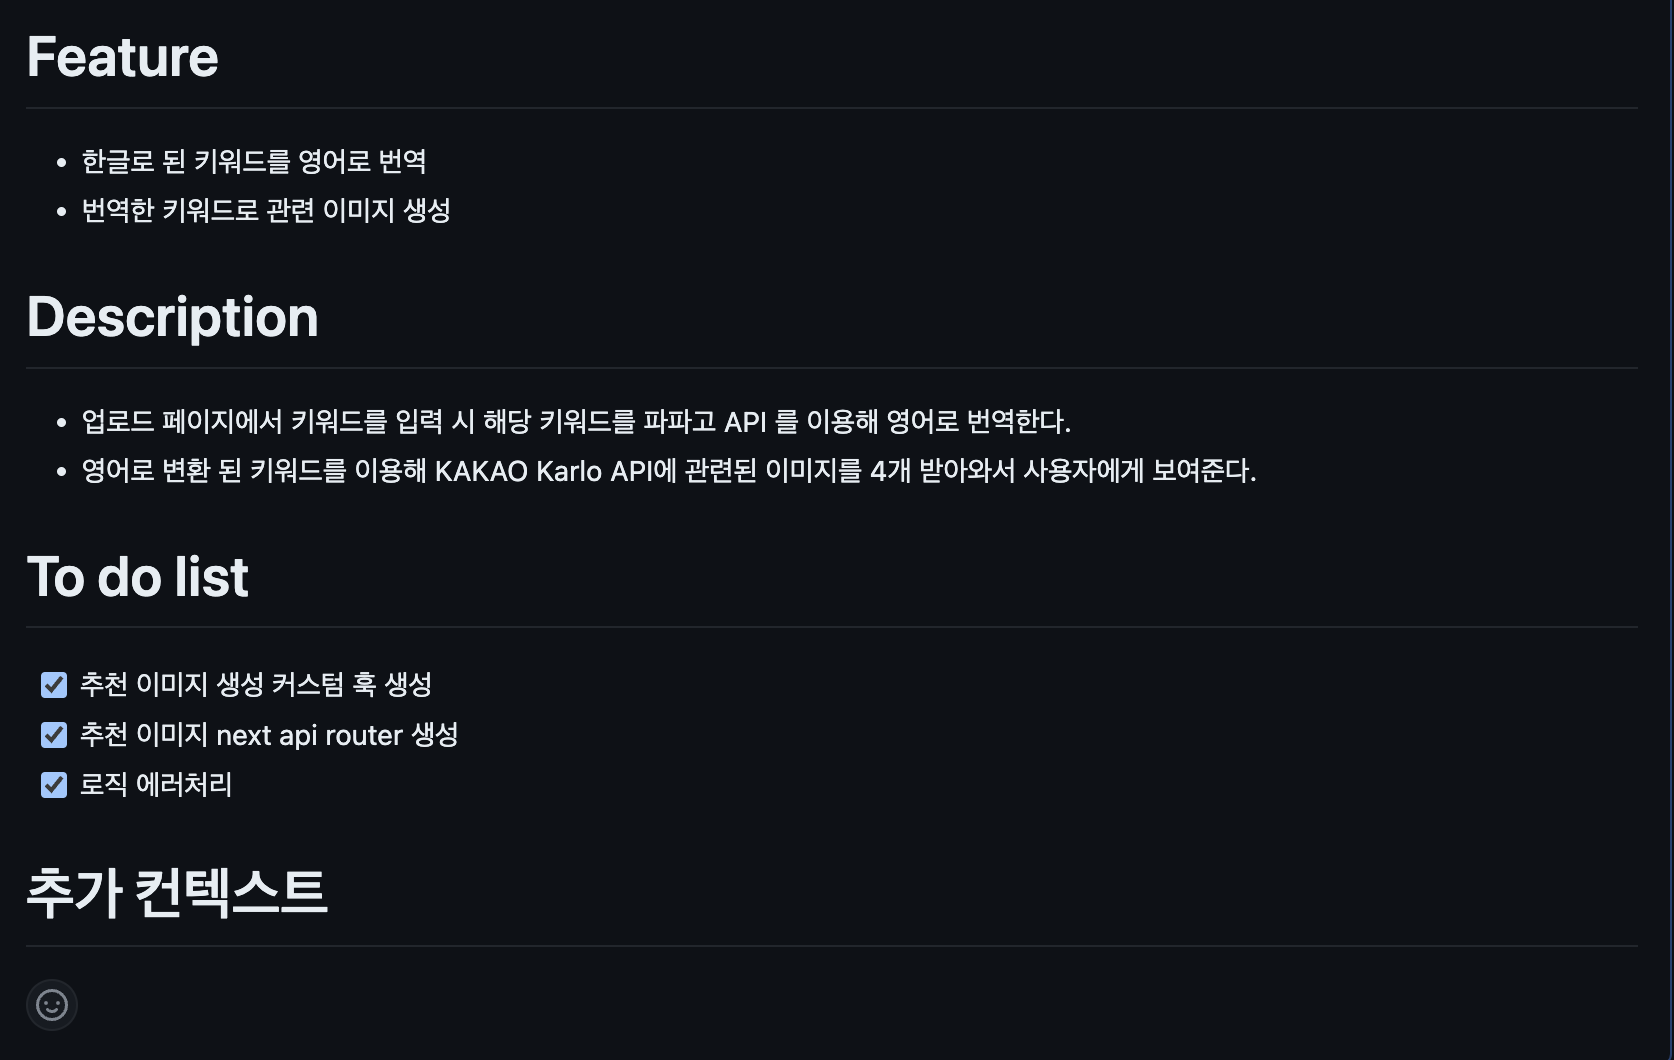 Feature
한글로 된 키워드를 영어로 번역
번역한 키워드로 관련 이미지 생성
Description
업로드 페이지에서 키워드를 입력 시 해당 키워드를 파파고 API 를 이용해 영어로 번역한다.
영어로 변환 된 키워드를 이용해 KAKAO Karlo API에 관련된 이미지를 4개 받아와서 사용자에게 보여준다.
To do list
추천 이미지 생성 커스텀 훅 생성
추천 이미지 next api router 생성
로직 에러처리
추가 컨텍스트